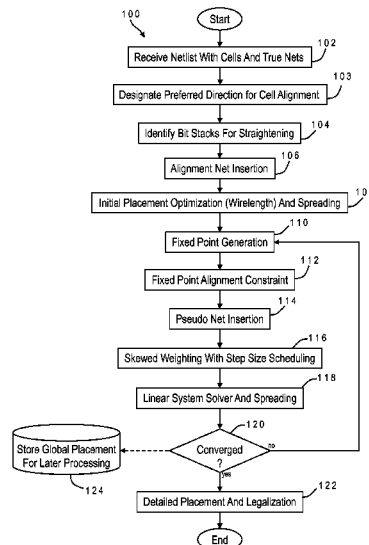 100
Start
Receive Netlist With Cells And True Nets
102
Designate Preferred Direction for Cell Alignment
103
Identify Bit Stacks For Straightening
104
Alignment Net Insertion
106
Initial Placement Optimization (Wirelength) And Spreading
10
Fixed Point Generation
110
Fixed Point Alignment Constraint
112
Pseudo Net Insertion
114
Skewed Weighting With Step Size Scheduling
116
Linear System Solver And Spreading
118
Converged
?
120
no
yes
Store Global Placement
For Later Processing
124
Detailed Placement And Legalization
122
End